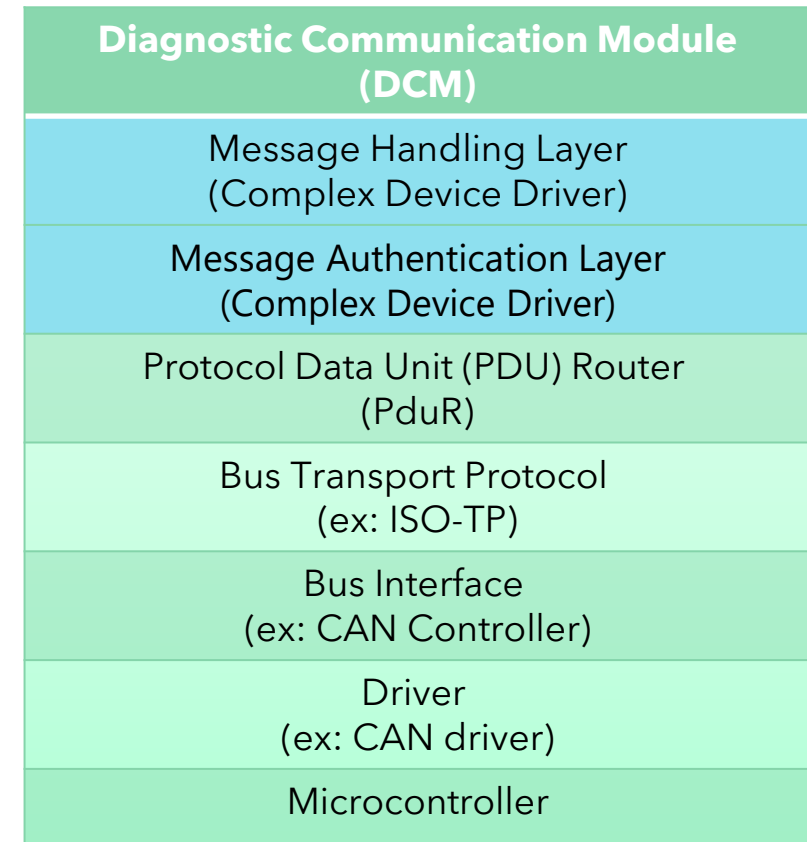 Diagnostic Communication Module
(DCM)
Message Handling Layer
(Complex Device Driver)
Message Authentication Layer
(Complex Device Driver)
Protocol Data Unit (PDU) Router
(PduR)
Bus Transport Protocol
(ex: ISO-TP)
Bus Interface
(ex: CAN Controller)
Driver
(ex: CAN driver)
Microcontroller